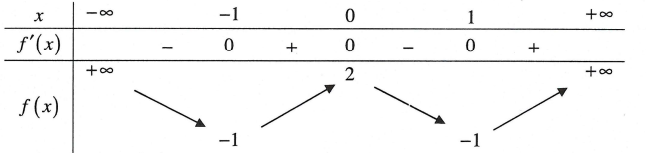 x −∞ −1 0 1 +∞
f′(x) − 0 + 0 − 0 +
+∞ 2 +∞
f(x)
−1 −1